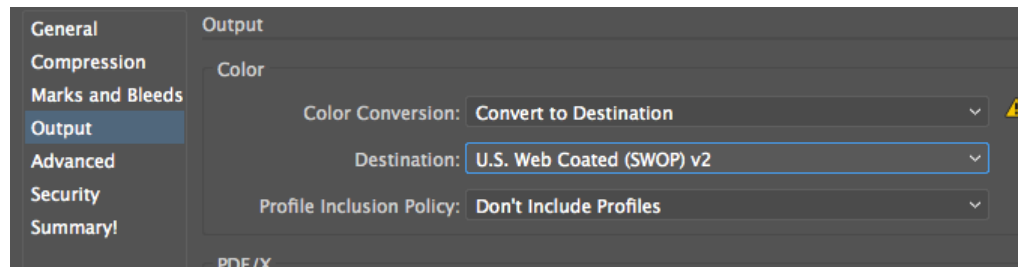 General
Compression
Marks and Bleeds
Output
Advanced
Security
Summary!
Output
Color
Color Conversion: Convert to Destination
Destination: U.S. Web Coated (SWOP) v2
Profile Inclusion Policy: Don't Include Profiles
PDF/X